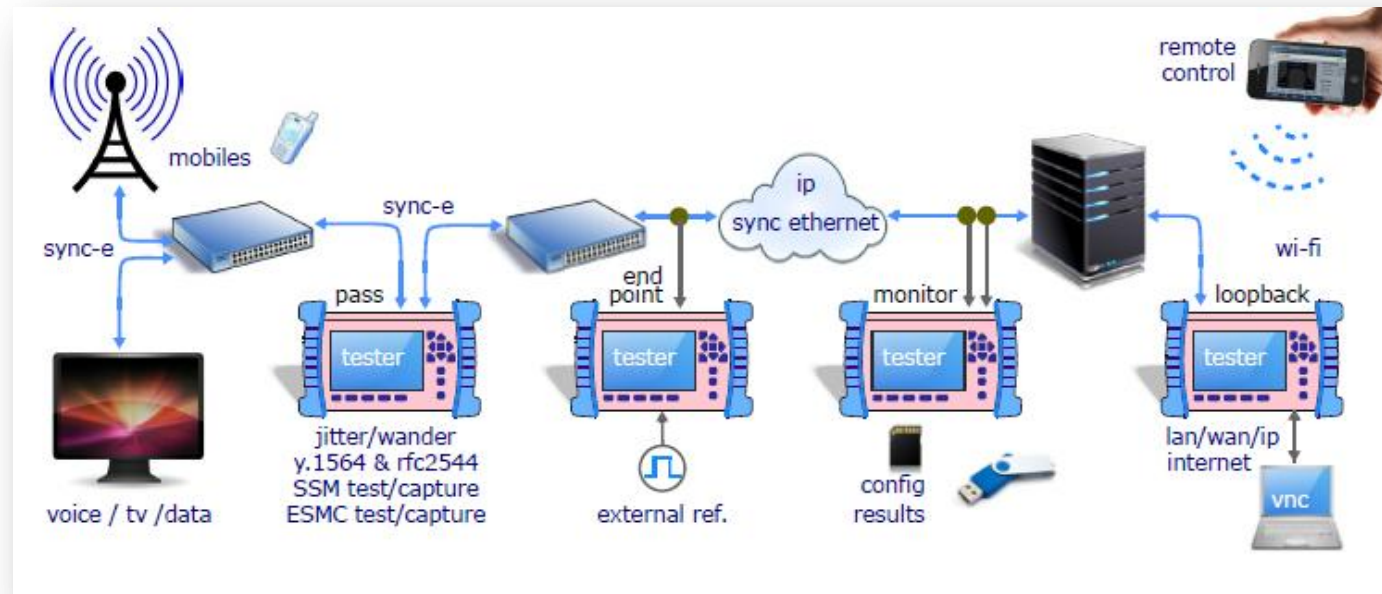 remote
control
mobiles
ip
sync ethernet
sync-e
sync-e
wi-fi
pass
end
point
monitor
loopback
tester
tester
tester
tester
jitter/wander
y.1564 & rfc2544
SSM test/capture
ESMC test/capture
voice / tv /data
external ref.
config
results
lan/wan/ip
internet
vnc